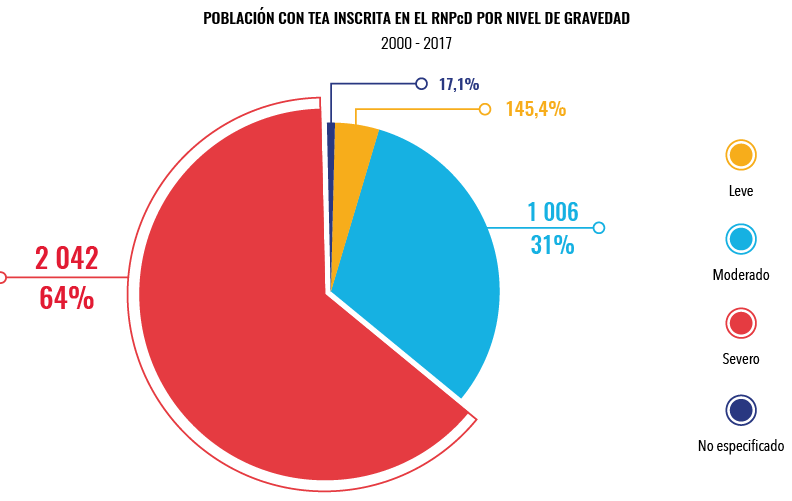 POBLACIÓN CON TEA INSCRITA EN EL RNPcD POR NIVEL DE GRAVEDAD
2000 - 2017
17,1%
145,4%
1 006
31%
2 042
64%
Leve
Moderado
Severo
No especificado